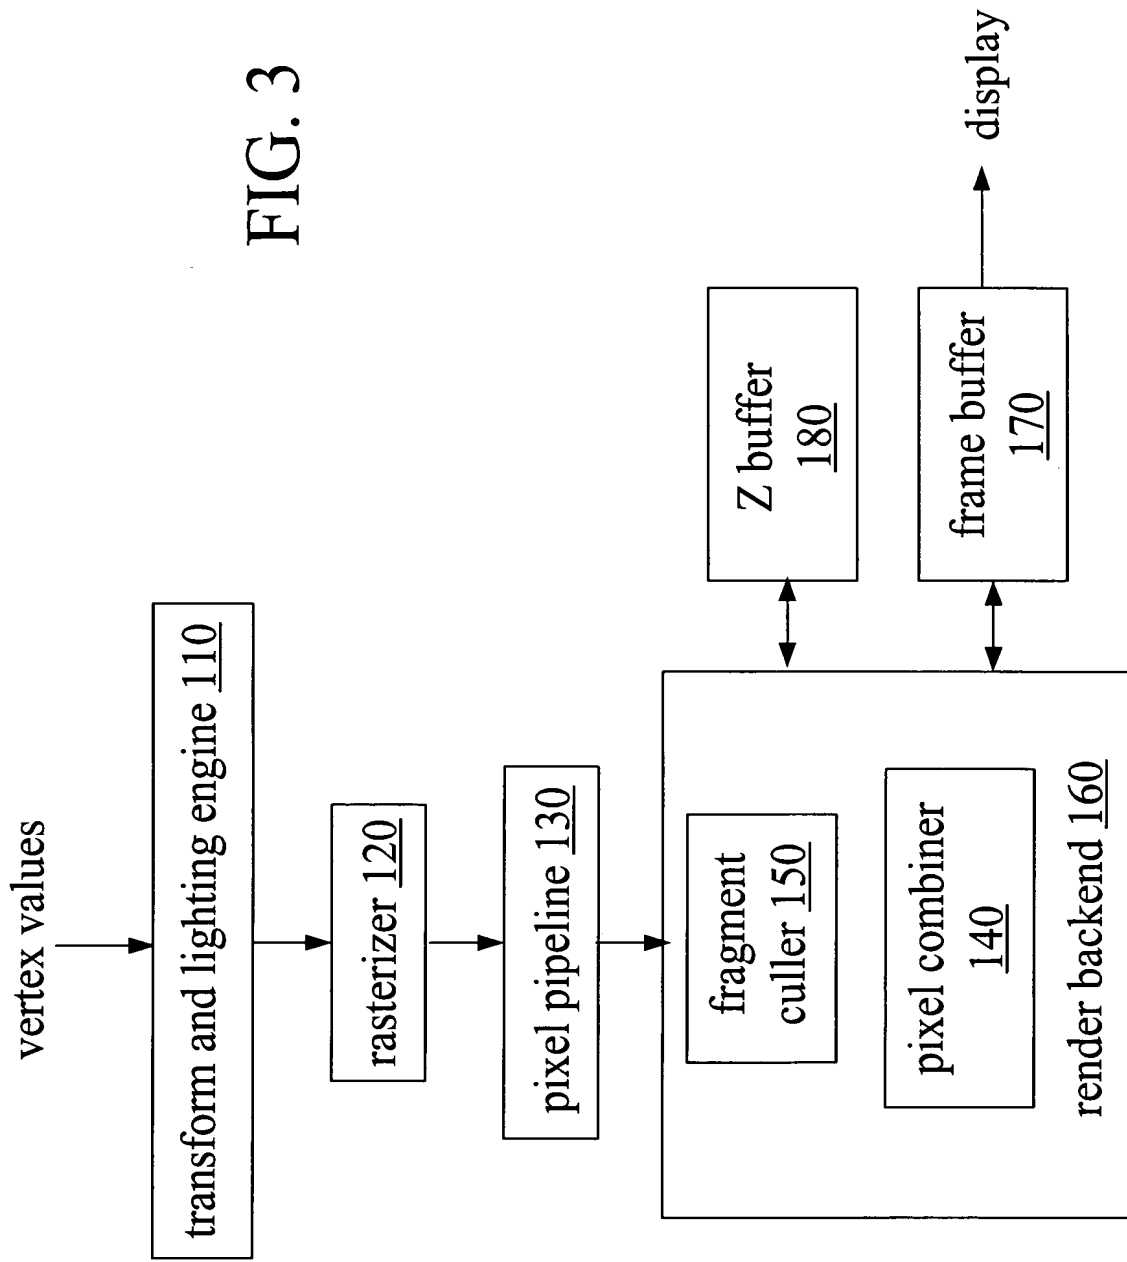 FIG. 3
vertex values
transform and lighting engine 110
rasterizer 120
pixel pipeline 130
fragment
culler 150
pixel combiner
140
render backend 160
Z buffer
180
frame buffer
170
display